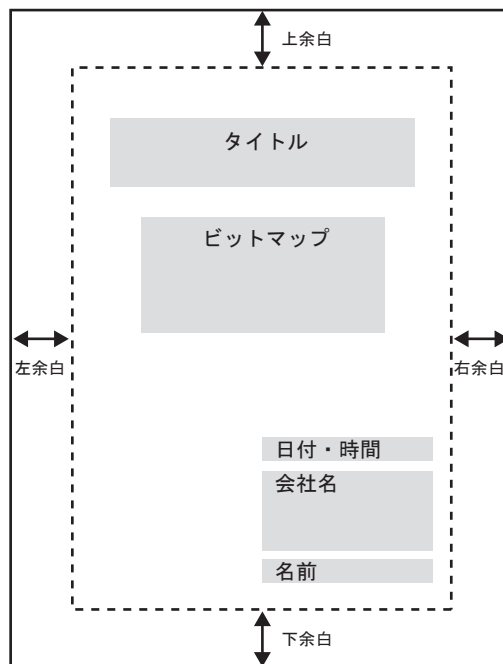 上余白
タイトル
ビットマップ
左余白
右余白
日付・時間
会社名
名前
下余白